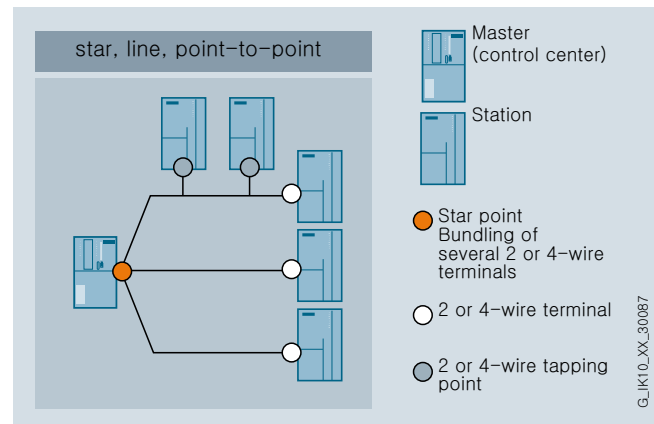 star, line, point-to-point
Master
(control center)
Station
Star point
Bundling of
several 2 or 4-wire
terminals
2 or 4-wire terminal
2 or 4-wire tapping
point
G_IK10_XX_30087